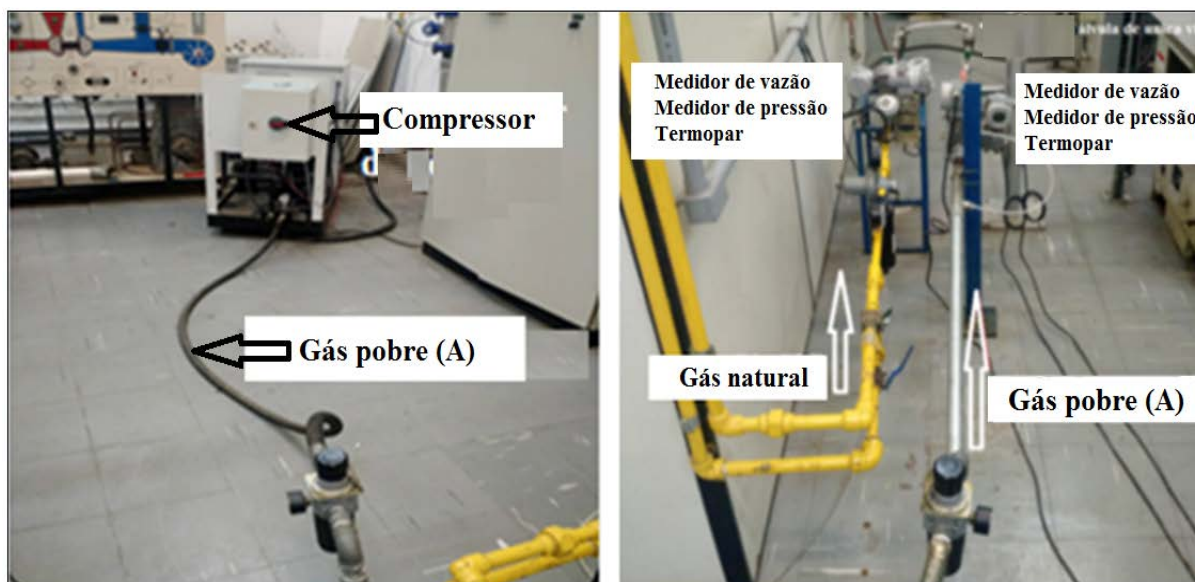 Compressor
Gás pobre (A)
Medidor de vazão
Medidor de pressão
Termopar
Medidor de vazão
Medidor de pressão
Termopar
Gás natural
Gás pobre (A)